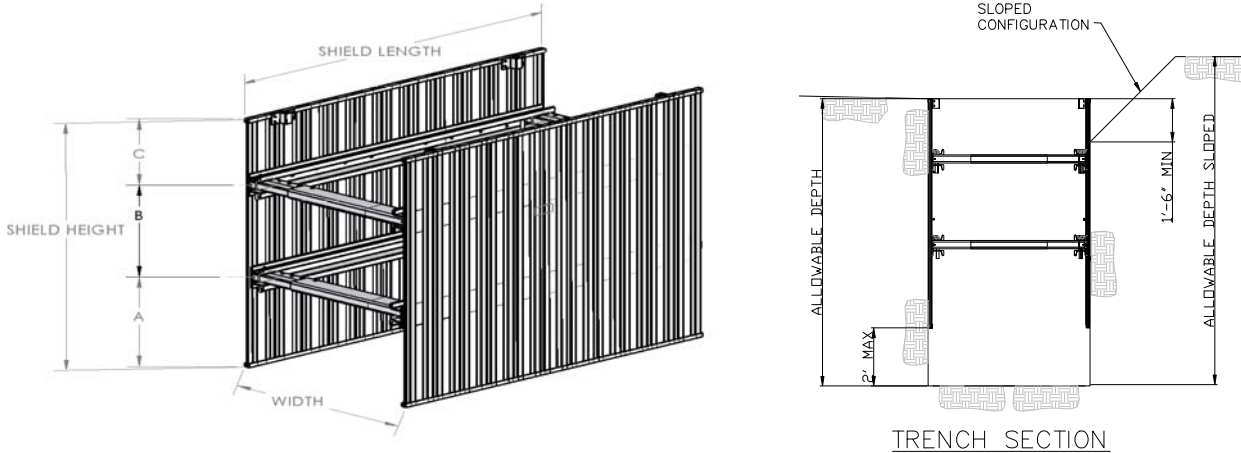 SHIELD LENGTH
SHIELD HEIGHT
C
B
A
WIDTH
SLOPED
CONFIGURATION
ALLOWABLE DEPTH
2' MAX
1'-6" MIN
ALLOWABLE DEPTH SLOPED
TRENCH SECTION